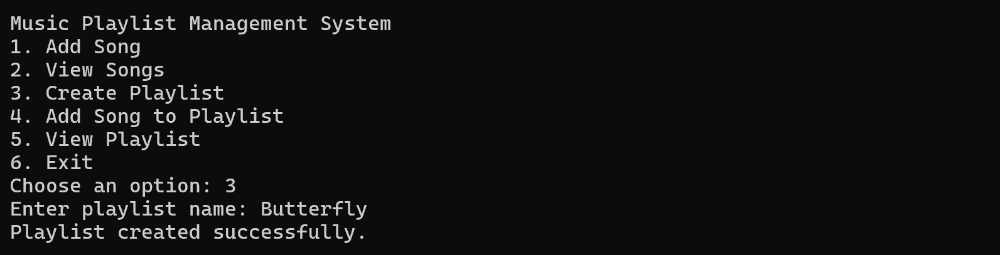 Music Playlist Management System
1. Add Song
2. View Songs
3. Create Playlist
4. Add Song to Playlist
5. View Playlist
6. Exit
Choose an option: 3
Enter playlist name: Butterfly
Playlist created successfully.